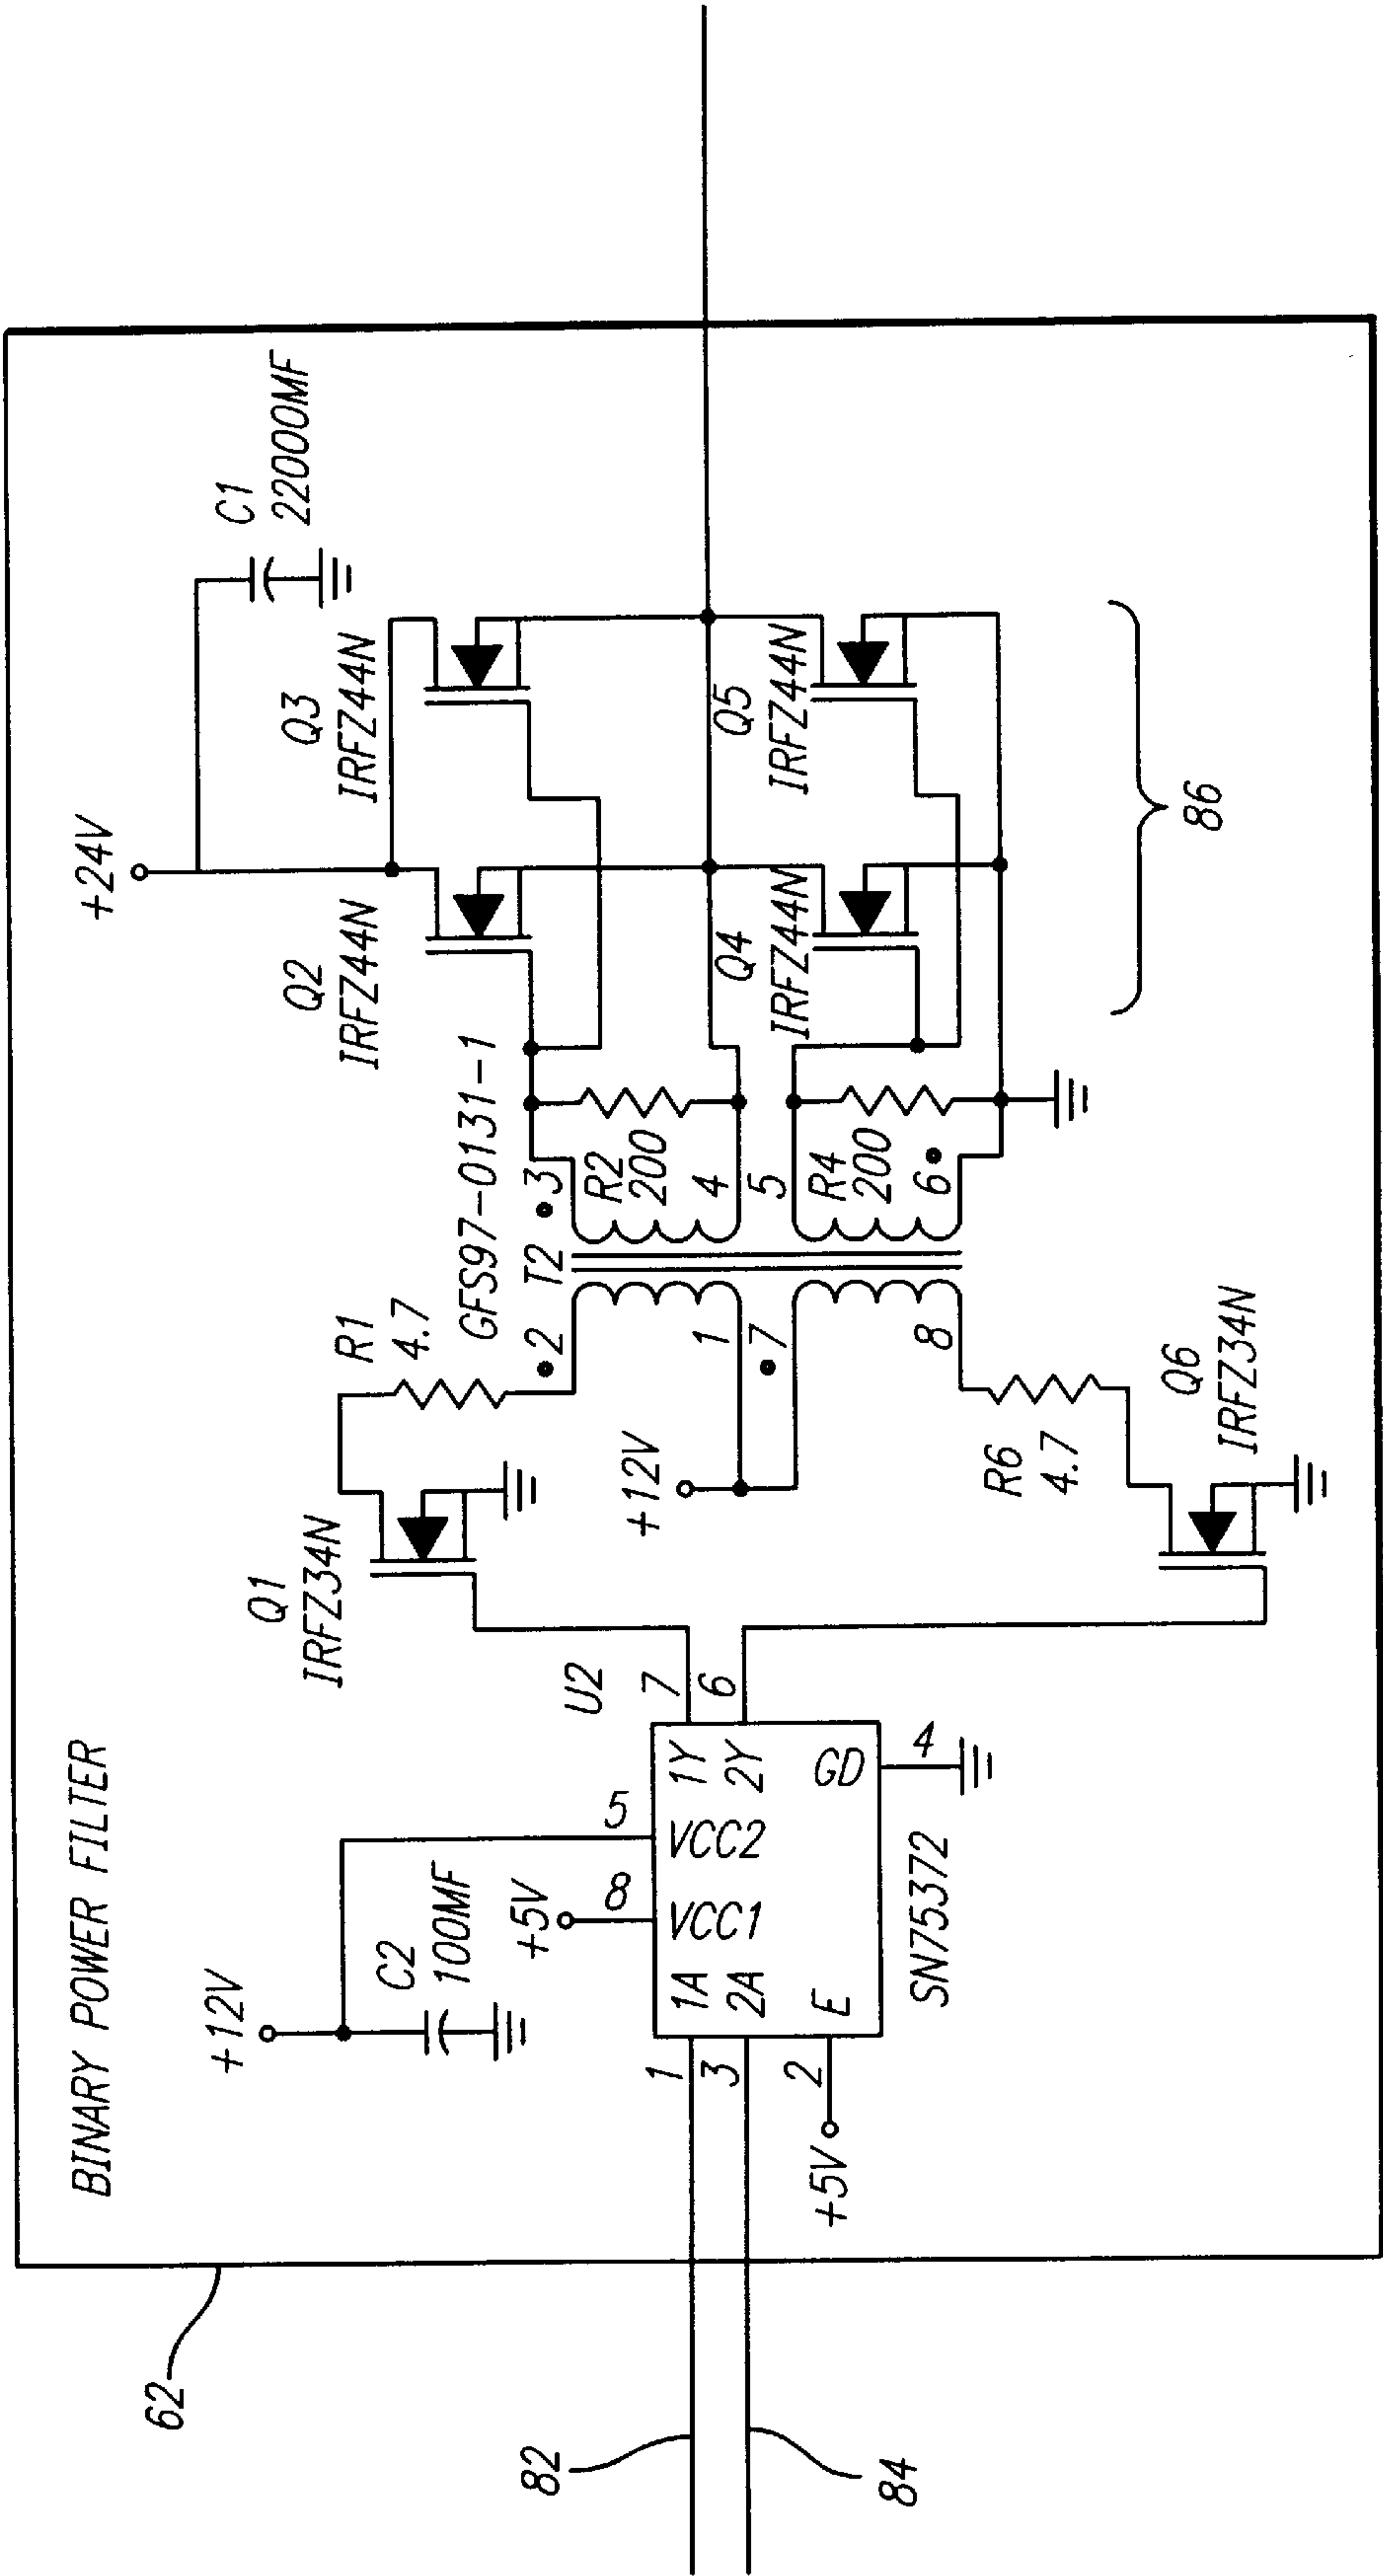 BINARY POWER FILTER
62
82
84
+12V
C2
100MF
+5V
8
5
VCC1
VCC2
1A
2A
E
1Y
2Y
GD
1
3
2
+5V
7
6
4
U2
SN75372
Q1
IRFZ34N
R1
4.7
+12V
GFS97-0131-1
T2
2
1
7
8
3
4
5
6
R2
200
R4
200
R6
4.7
Q6
IRFZ34N
+24V
C1
22000MF
Q2
IRFZ44N
Q3
IRFZ44N
Q4
IRFZ44N
Q5
IRFZ44N
86